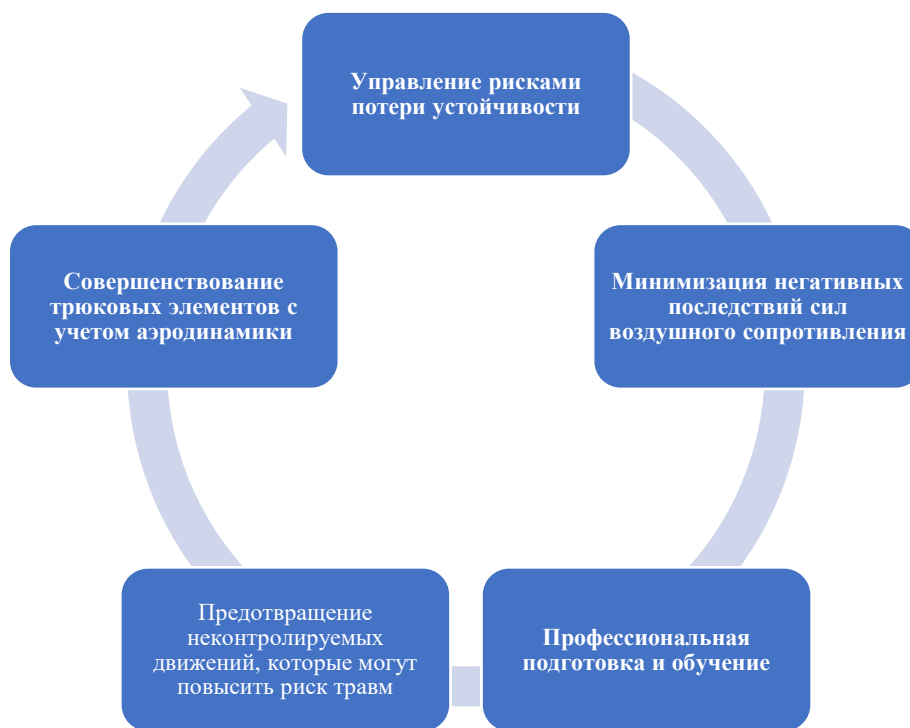 Управление рисками
потери устойчивости
Минимизация негативных
последствий сил
воздушного сопротивления
Профессиональная
подготовка и обучение
Предотвращение
неконтролируемых
движений, которые могут
повысить риск травм
Совершенствование
трюковых элементов с
учетом аэродинамики